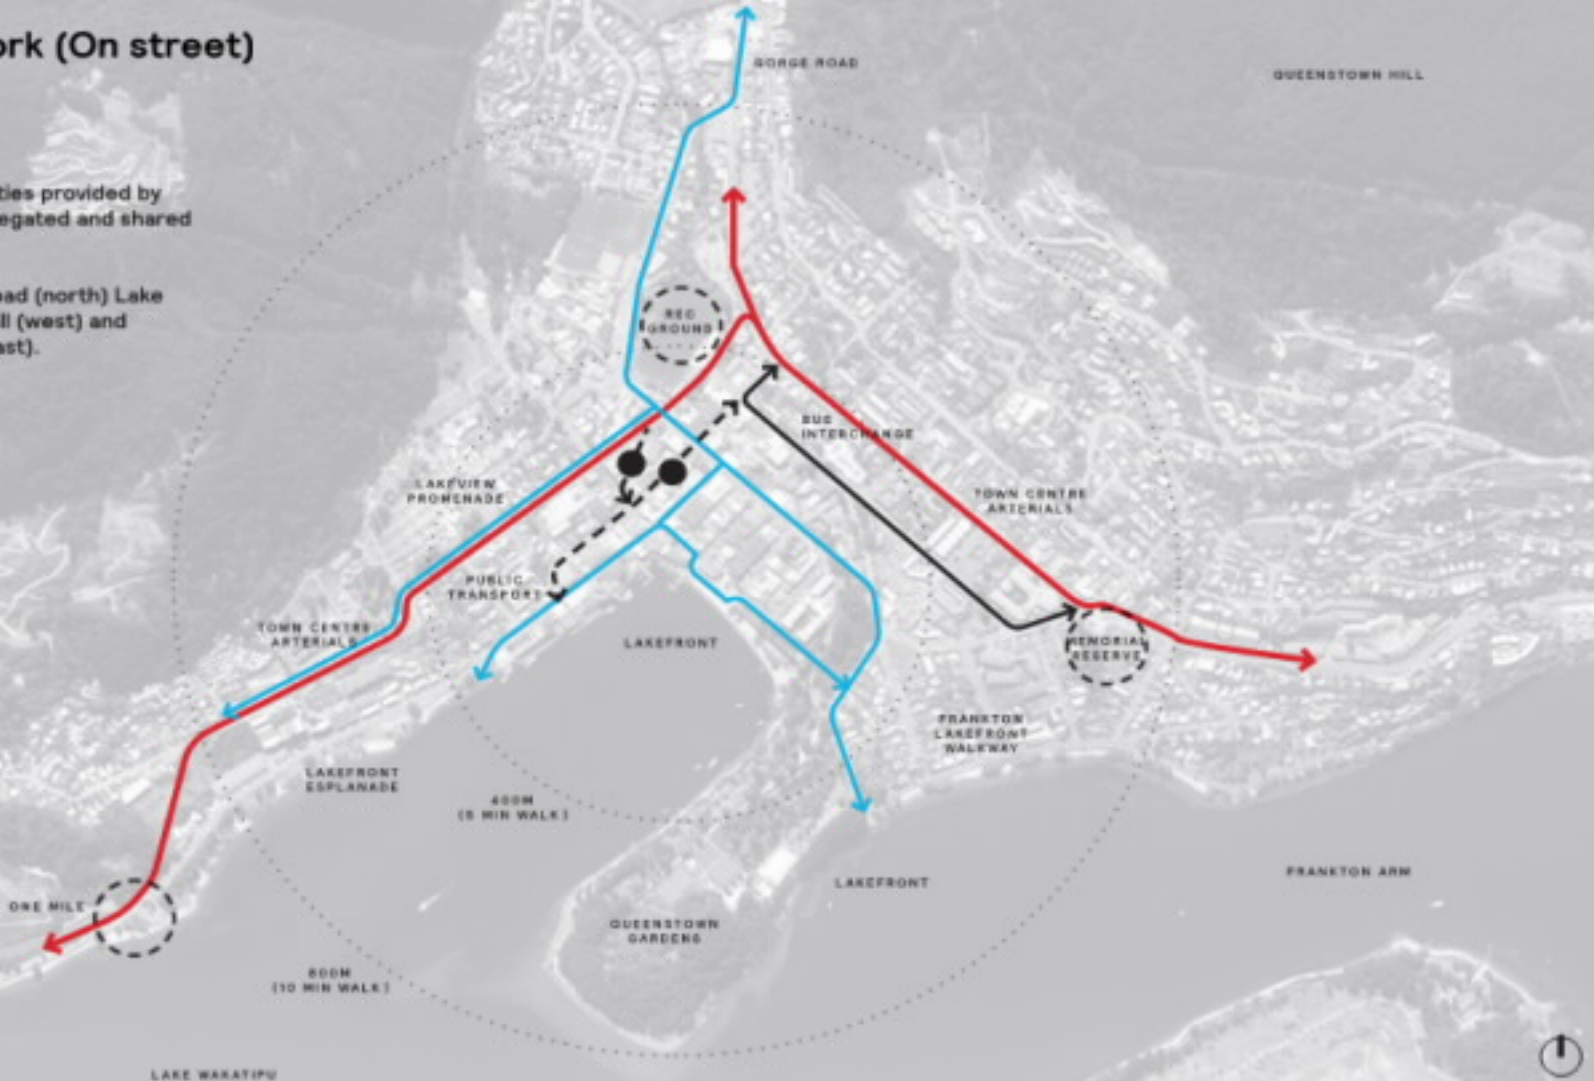 ork (On street)
ties provided by
egated and shared
oad (north) Lake
ll (west) and
ast).
GORGE ROAD
QUEENSTOWN HILL
REC
GROUND
BUS
INTERCHANGE
LAKEVIEW
PROMENADE
TOWN CENTRE
ARTERIALS
PUBLIC
TRANSPORT
TOWN CENTRE
ARTERIALS
LAKEFRONT
MEMORIAL
RESERVE
FRANKTON
LAKEFRONT
WALKWAY
LAKEFRONT
ESPLANADE
400M
(5 MIN WALK)
LAKEFRONT
FRANKTON ARM
ONE MILE
QUEENSTOWN
GARDENS
800M
(10 MIN WALK)
LAKE WAKATIPU